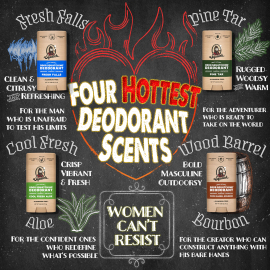 Fresh Falls
Clean &
Citrusy
with
Refreshing
For the man
who is unafraid
to test his limits
Pine Tar
Rugged
Woodsy
and
Warm
For the adventurer
who is ready to
take on the world
Four Hottest
Deodorant
Scents
Cool Fresh
Aloe
Crisp
Vibrant
& Fresh
For the confident ones
who redefine
what's possible
Wood Barrel
Bourbon
Bold
Masculine
Outdoorsy
For the creator who can
construct anything with
his bare hands
Women
Can't
Resist
DEODORANT
DEODORANT